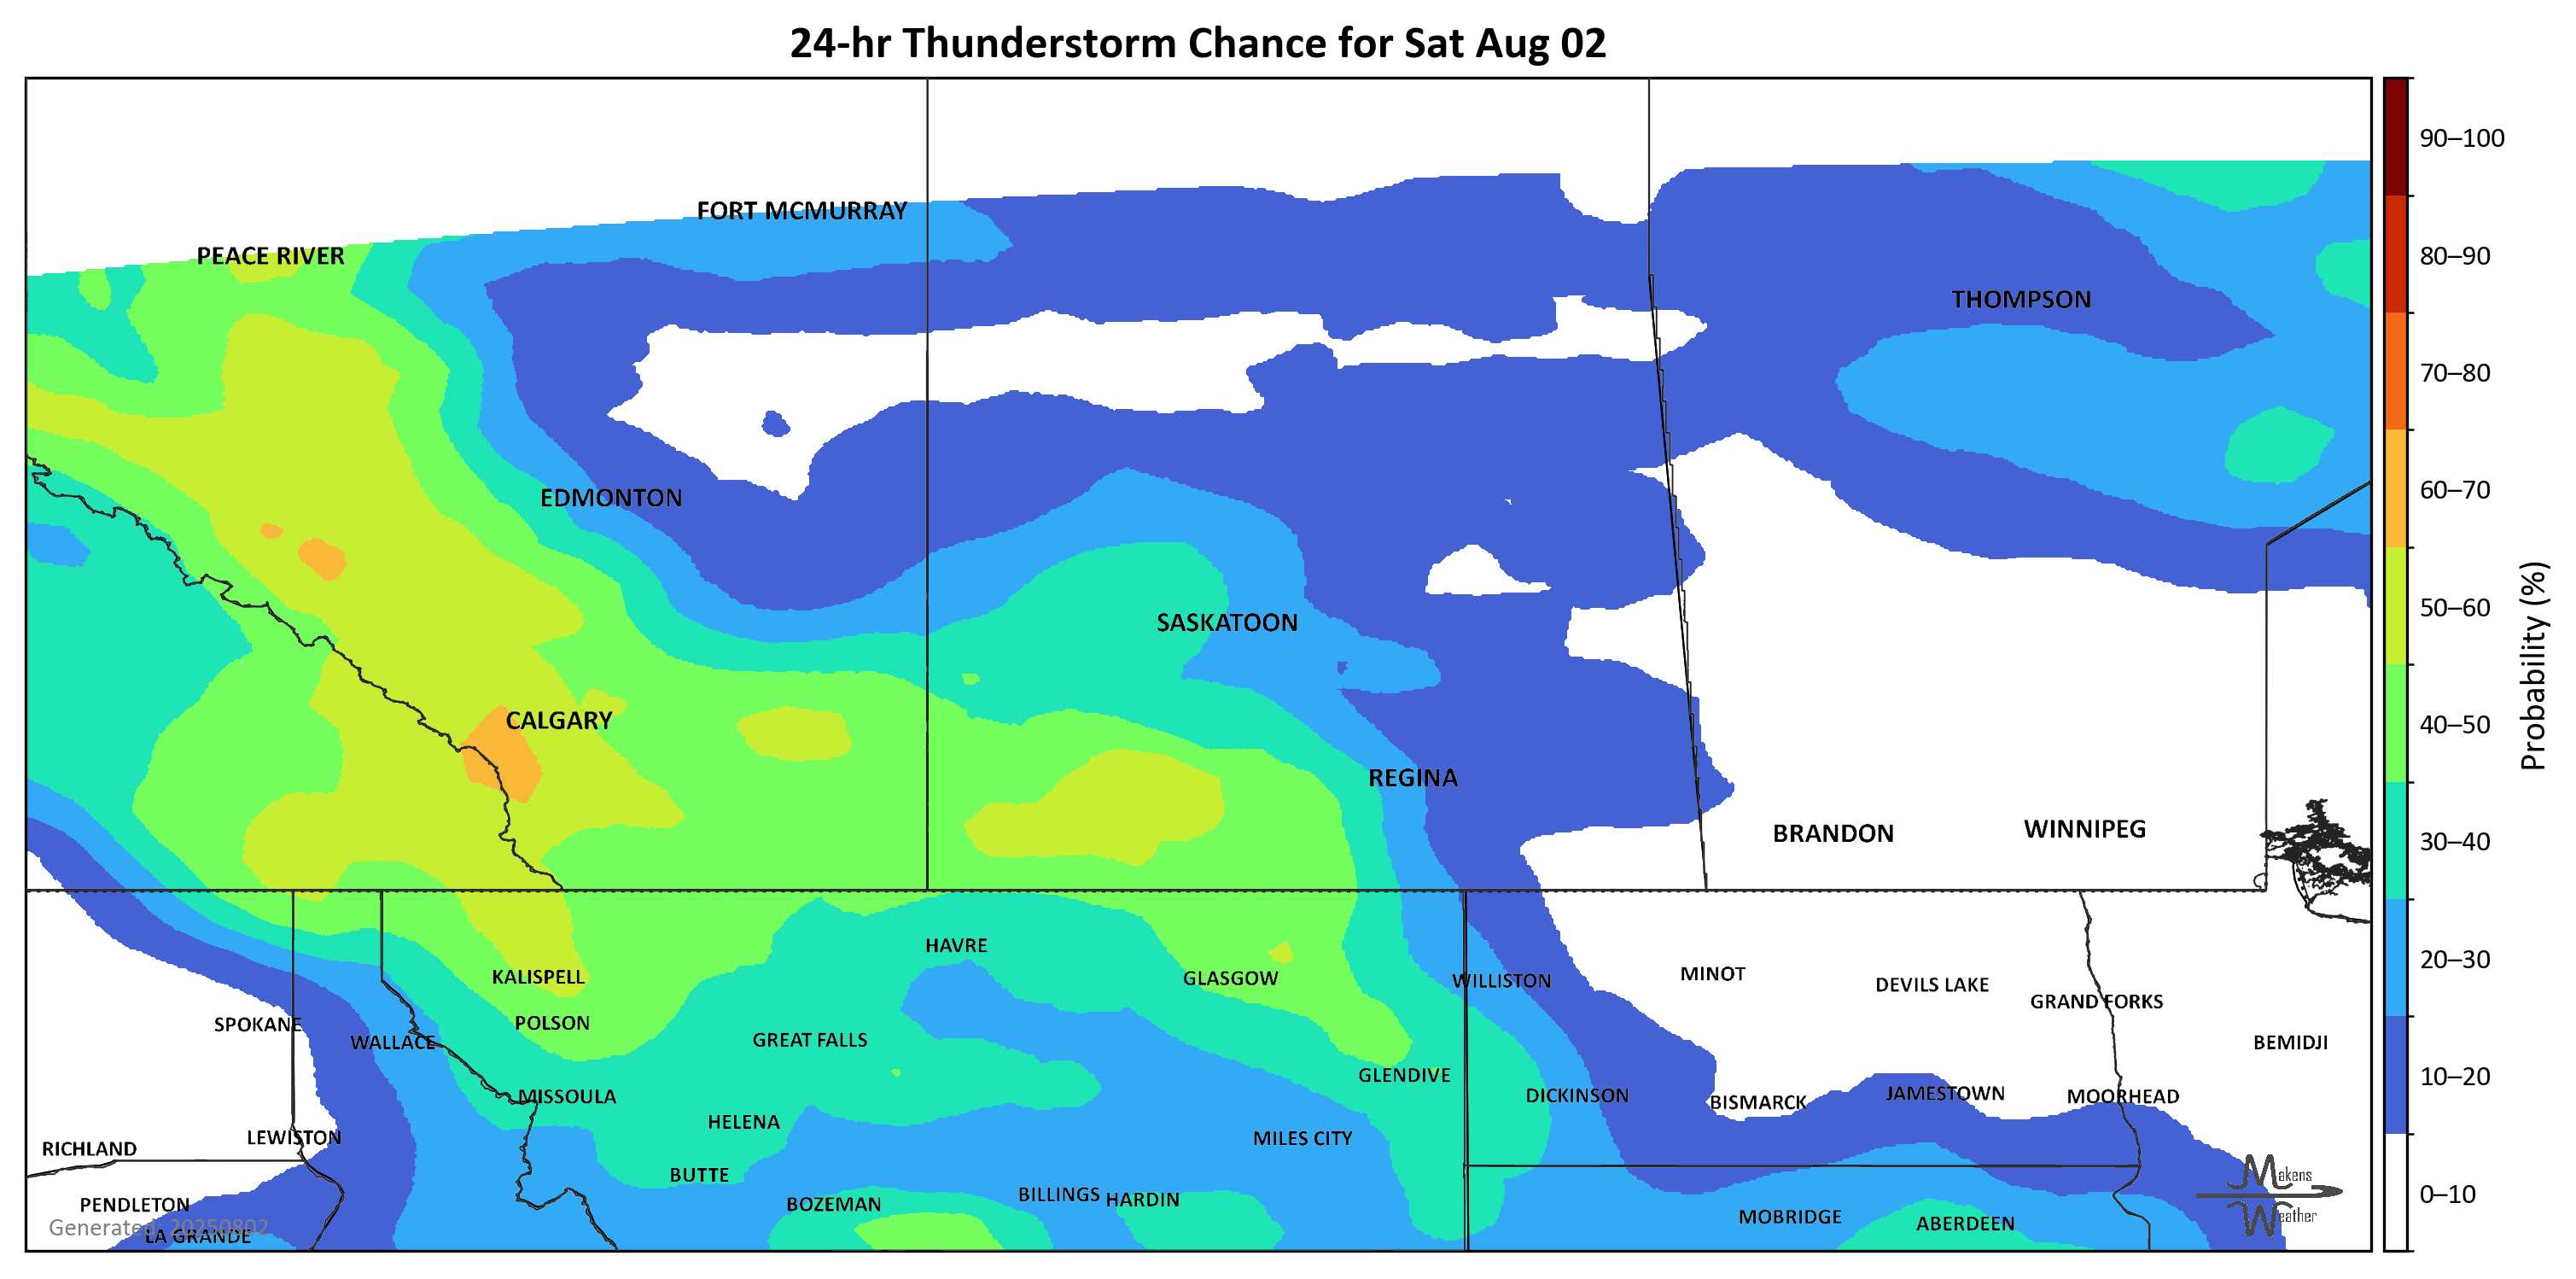 24-hr Thunderstorm Chance for Sat Aug 02
90–100
FORT MCMURRAY
PEACE RIVER
80–90
THOMPSON
70–80
60–70
EDMONTON
50–60
SASKATOON
Probability (%)
CALGARY
40–50
REGINA
BRANDON
WINNIPEG
30–40
HAVRE
20–30
KALISPELL
GLASGOW
WILLISTON
MINOT
DEVILS LAKE
GRAND FORKS
SPOKANE
POLSON
WALLACE
GREAT FALLS
BEMIDJI
GLENDIVE
10–20
MISSOULA
DICKINSON
BISMARCK
JAMESTOWN
MOORHEAD
HELENA
LEWISTON
MILES CITY
RICHLAND
BUTTE
Makens
Weather
0–10
PENDLETON
BOZEMAN
BILLINGS
HARDIN
MOBRIDGE
ABERDEEN
Generated: 20250802
LA GRANDE